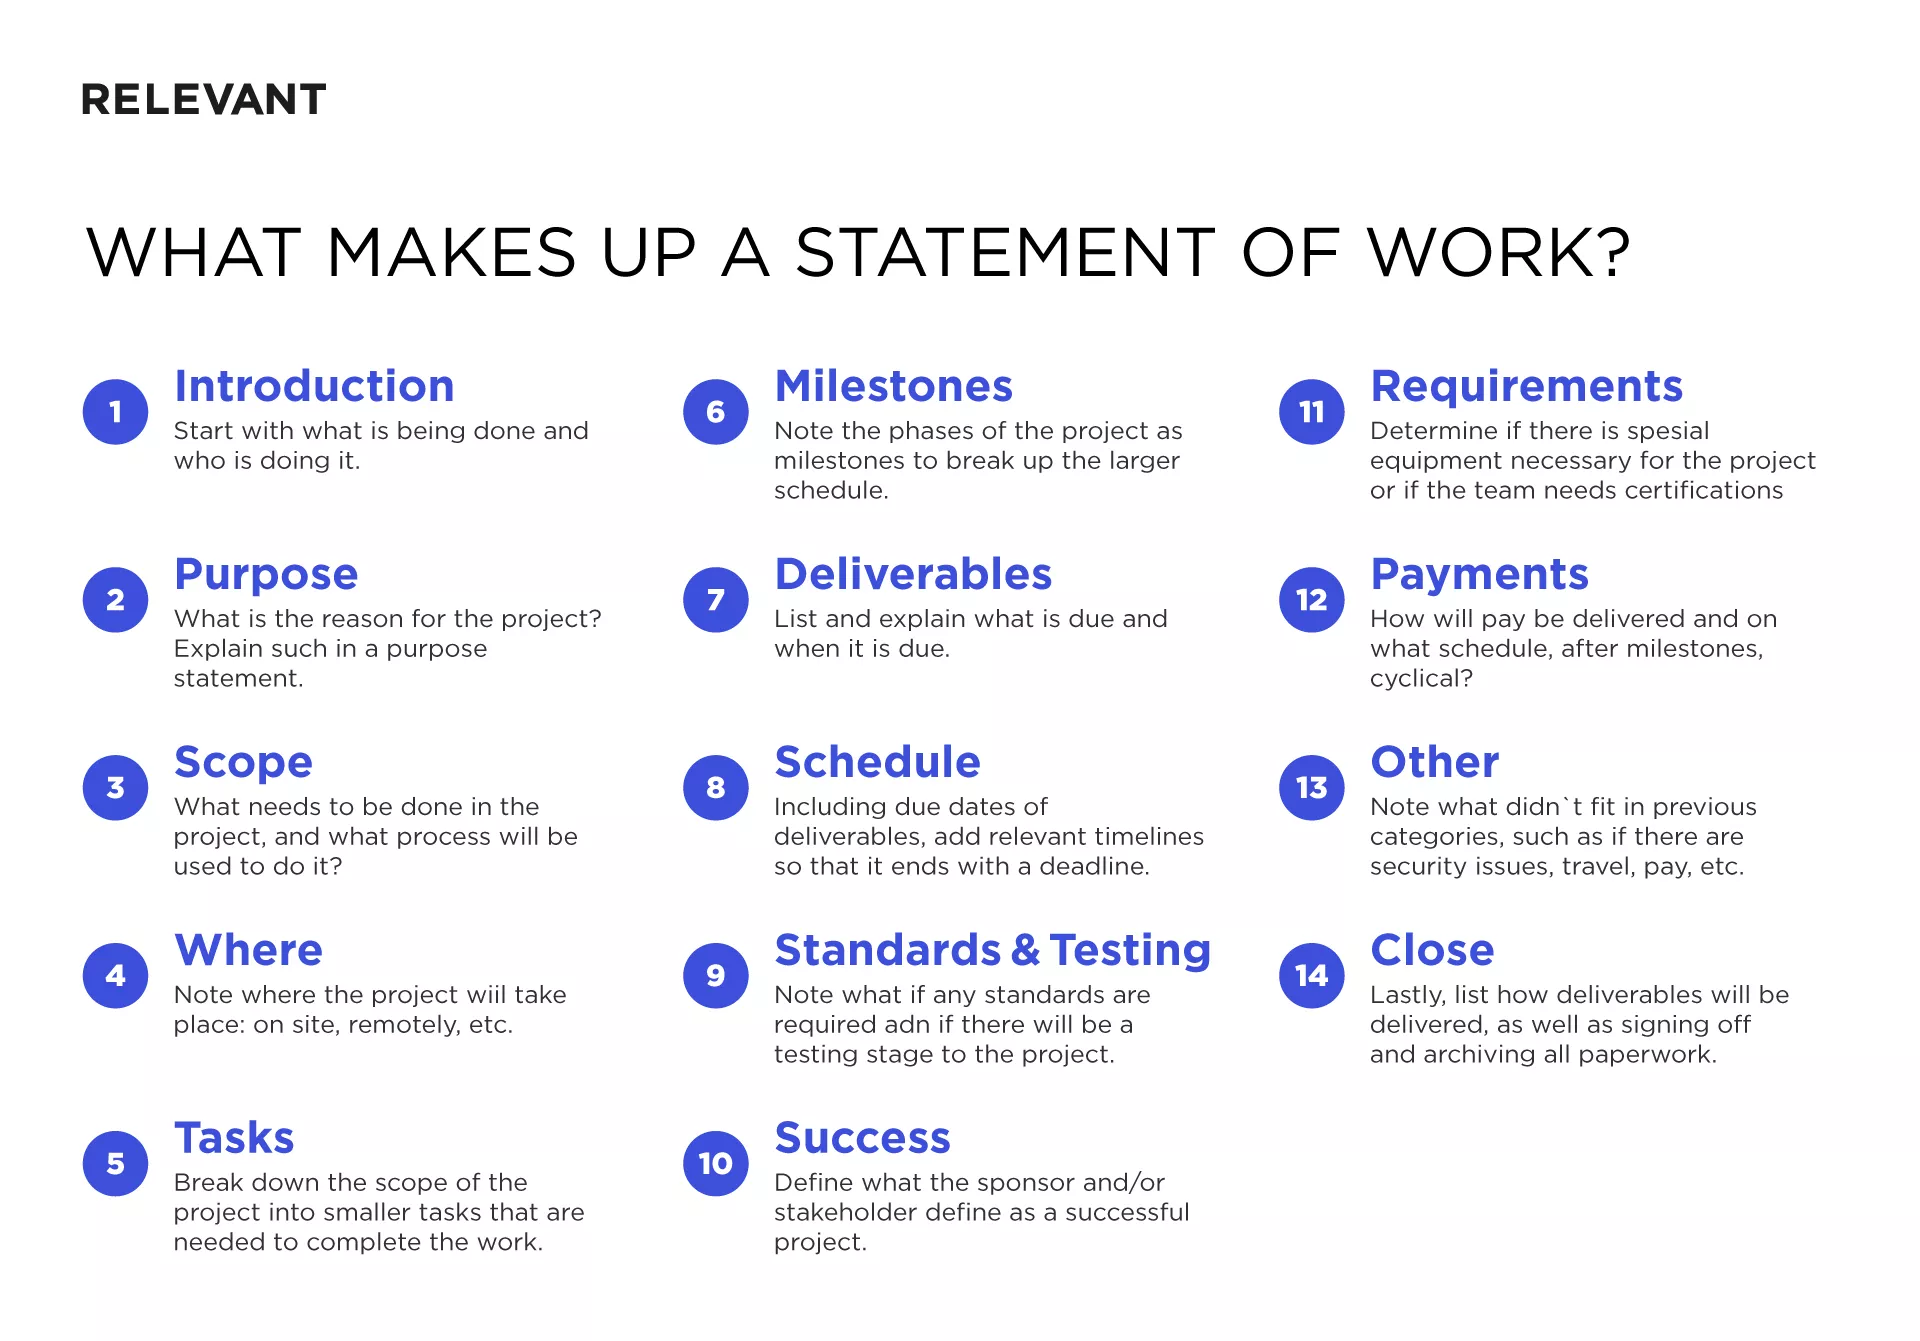 RELEVANT
WHAT MAKES UP A STATEMENT OF WORK?
1
Introduction
Start with what is being done and
who is doing it.
2
Purpose
What is the reason for the project?
Explain such in a purpose
statement.
3
Scope
What needs to be done in the
project, and what process will be
used to do it?
4
Where
Note where the project wiil take
place: on site, remotely, etc.
5
Tasks
Break down the scope of the
project into smaller tasks that are
needed to complete the work.
6
Milestones
Note the phases of the project as
milestones to break up the larger
schedule.
7
Deliverables
List and explain what is due and
when it is due.
8
Schedule
Including due dates of
deliverables, add relevant timelines
so that it ends with a deadline.
9
Standards & Testing
Note what if any standards are
required adn if there will be a
testing stage to the project.
10
Success
Define what the sponsor and/or
stakeholder define as a successful
project.
11
Requirements
Determine if there is spesial
equipment necessary for the project
or if the team needs certifications
12
Payments
How will pay be delivered and on
what schedule, after milestones,
cyclical?
13
Other
Note what didn`t fit in previous
categories, such as if there are
security issues, travel, pay, etc.
14
Close
Lastly, list how deliverables will be
delivered, as well as signing off
and archiving all paperwork.